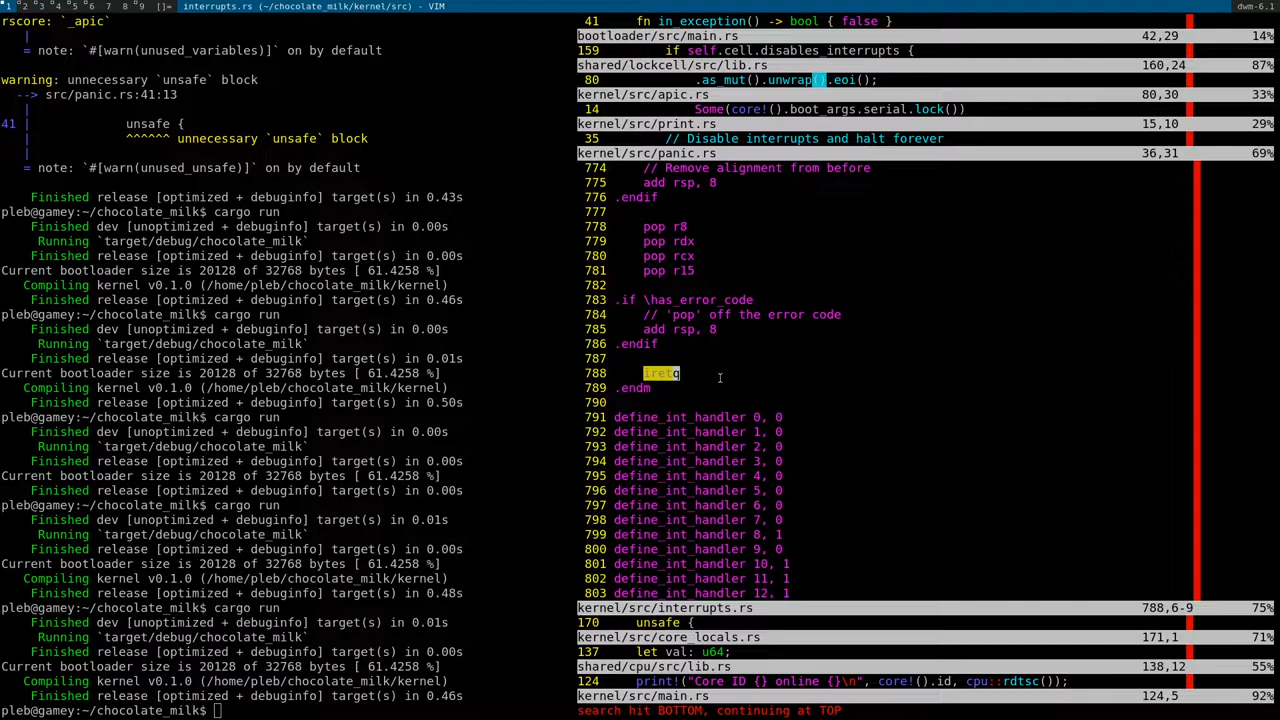 1 2 3 4 5 6 7 8 9 []= interrupts.rs (~/chocolate_milk/kernel/src) - VIM dwm-6.1
rscore: `_apic`
|
= note: `#[warn(unused_variables)]` on by default
warning: unnecessary `unsafe` block
--> src/panic.rs:41:13
|
41 | unsafe {
| ^^^^^^ unnecessary `unsafe` block
|
= note: `#[warn(unused_unsafe)]` on by default
Finished release [optimized + debuginfo] target(s) in 0.43s
pleb@gamey:~/chocolate_milk$ cargo run
Finished dev [unoptimized + debuginfo] target(s) in 0.00s
Running `target/debug/chocolate_milk`
Finished release [optimized + debuginfo] target(s) in 0.00s
Current bootloader size is 20128 of 32768 bytes [ 61.4258 %]
Compiling kernel v0.1.0 (/home/pleb/chocolate_milk/kernel)
Finished release [optimized + debuginfo] target(s) in 0.46s
pleb@gamey:~/chocolate_milk$ cargo run
Finished dev [unoptimized + debuginfo] target(s) in 0.00s
Running `target/debug/chocolate_milk`
Finished release [optimized + debuginfo] target(s) in 0.01s
Current bootloader size is 20128 of 32768 bytes [ 61.4258 %]
Compiling kernel v0.1.0 (/home/pleb/chocolate_milk/kernel)
Finished release [optimized + debuginfo] target(s) in 0.50s
pleb@gamey:~/chocolate_milk$ cargo run
Finished dev [unoptimized + debuginfo] target(s) in 0.00s
Running `target/debug/chocolate_milk`
Finished release [optimized + debuginfo] target(s) in 0.00s
Current bootloader size is 20128 of 32768 bytes [ 61.4258 %]
Finished release [optimized + debuginfo] target(s) in 0.00s
pleb@gamey:~/chocolate_milk$ cargo run
Finished dev [unoptimized + debuginfo] target(s) in 0.01s
Running `target/debug/chocolate_milk`
Finished release [optimized + debuginfo] target(s) in 0.00s
Current bootloader size is 20128 of 32768 bytes [ 61.4258 %]
Compiling kernel v0.1.0 (/home/pleb/chocolate_milk/kernel)
Finished release [optimized + debuginfo] target(s) in 0.48s
pleb@gamey:~/chocolate_milk$ cargo run
Finished dev [unoptimized + debuginfo] target(s) in 0.01s
Running `target/debug/chocolate_milk`
Finished release [optimized + debuginfo] target(s) in 0.00s
Current bootloader size is 20128 of 32768 bytes [ 61.4258 %]
Compiling kernel v0.1.0 (/home/pleb/chocolate_milk/kernel)
Finished release [optimized + debuginfo] target(s) in 0.46s
pleb@gamey:~/chocolate_milk$
41 fn in_exception() -> bool { false }
bootloader/src/main.rs 42,29 14%
159 if self.cell.disables_interrupts {
shared/lockcell/src/lib.rs 160,24 87%
80 .as_mut().unwrap().eoi();
kernel/src/apic.rs 80,30 33%
14 Some(core!().boot_args.serial.lock())
kernel/src/print.rs 15,10 29%
35 // Disable interrupts and halt forever
kernel/src/panic.rs 36,31 69%
774 // Remove alignment from before
775 add rsp, 8
776 .endif
777
778 pop r8
779 pop rdx
780 pop rcx
781 pop r15
782
783 .if \has_error_code
784 // 'pop' off the error code
785 add rsp, 8
786 .endif
787
788 iretq
789 .endm
790
791 define_int_handler 0, 0
792 define_int_handler 1, 0
793 define_int_handler 2, 0
794 define_int_handler 3, 0
795 define_int_handler 4, 0
796 define_int_handler 5, 0
797 define_int_handler 6, 0
798 define_int_handler 7, 0
799 define_int_handler 8, 1
800 define_int_handler 9, 0
801 define_int_handler 10, 1
802 define_int_handler 11, 1
803 define_int_handler 12, 1
kernel/src/interrupts.rs 788,6-9 75%
170 unsafe {
kernel/src/core_locals.rs 171,1 71%
137 let val: u64;
shared/cpu/src/lib.rs 138,12 55%
124 print!("Core ID {} online {}\n", core!().id, cpu::rdtsc());
kernel/src/main.rs 124,5 92%
search hit BOTTOM, continuing at TOP